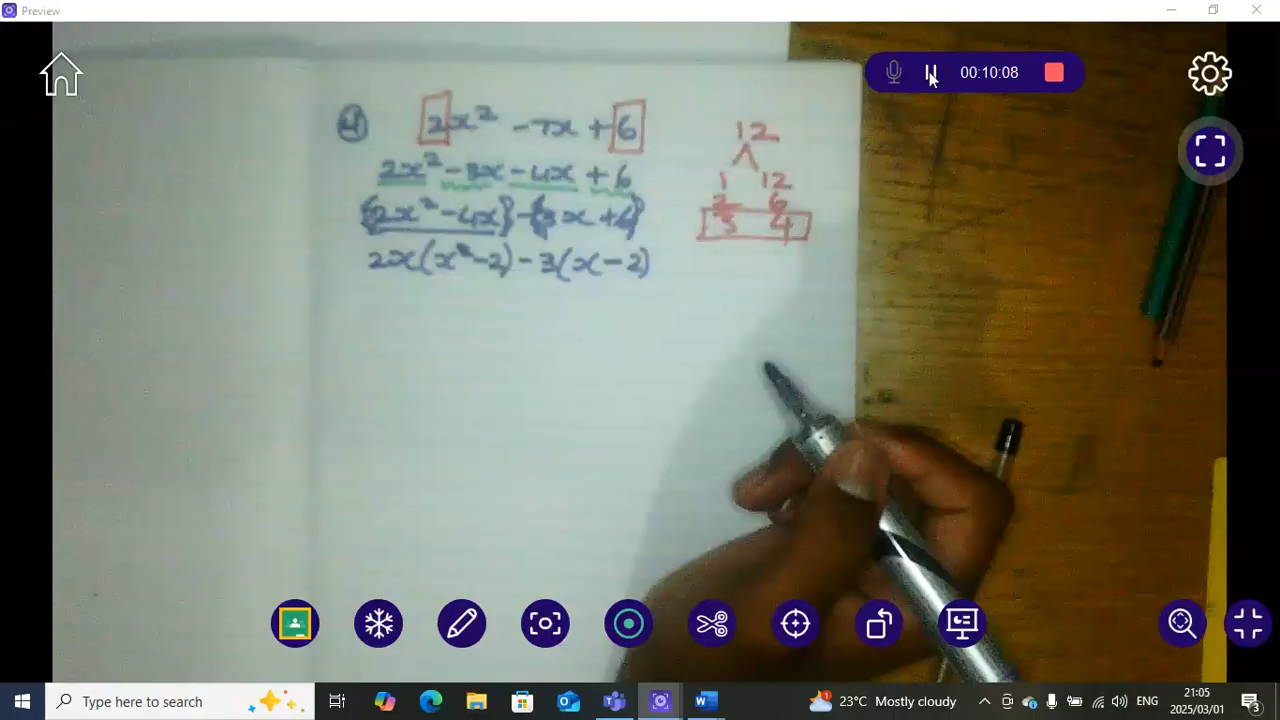 Preview
00:10:08
④ 2x² - 7x + 6
2x² - 3x - 4x + 6
{2x² - 4x} - {3x + 6}
2x(x² - 2) - 3(x - 2)
12
1 12
2 6
3 4
Type here to search
23°C Mostly cloudy
ENG
21:05
2025/03/01
3